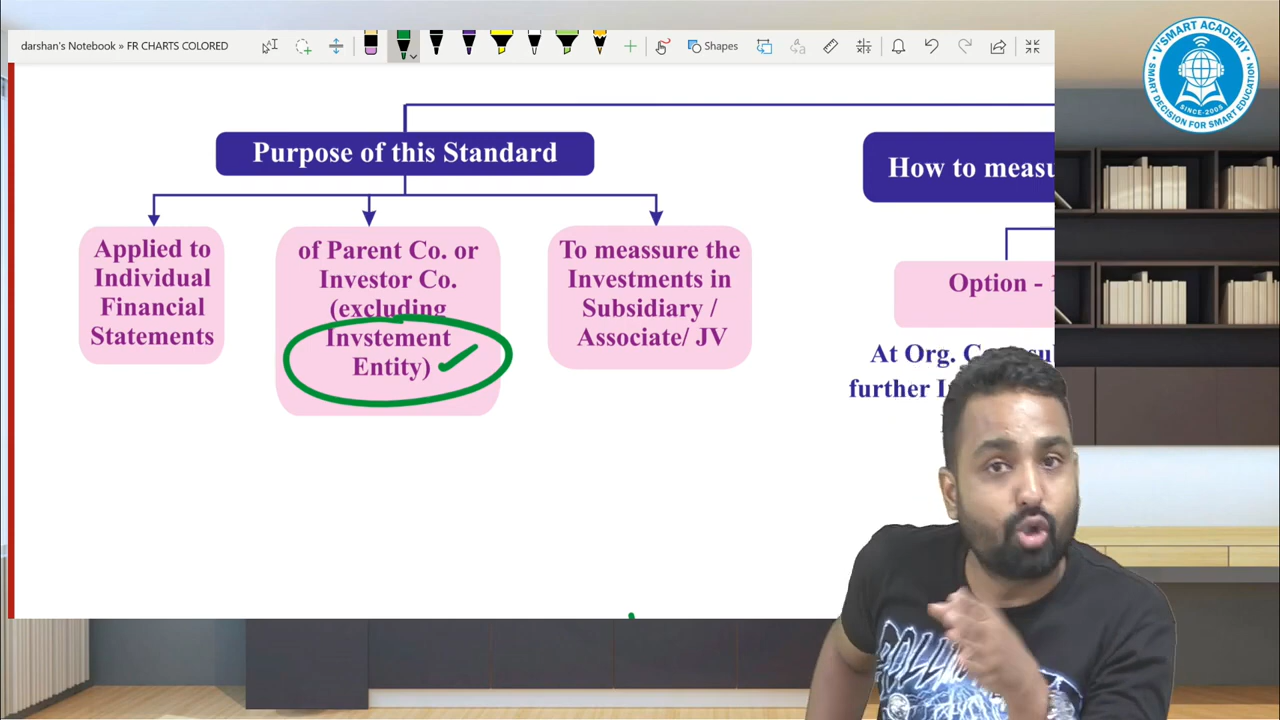 darshan's Notebook » FR CHARTS COLORED
Shapes
V'SMART ACADEMY
SMART DECISION FOR SMART EDUCATION
SINCE-2005
Purpose of this Standard
Applied to
Individual
Financial
Statements
of Parent Co. or
Investor Co.
(excluding
Invstement
Entity)
To meassure the
Investments in
Subsidiary /
Associate/ JV
How to
Option -
At Org.
further